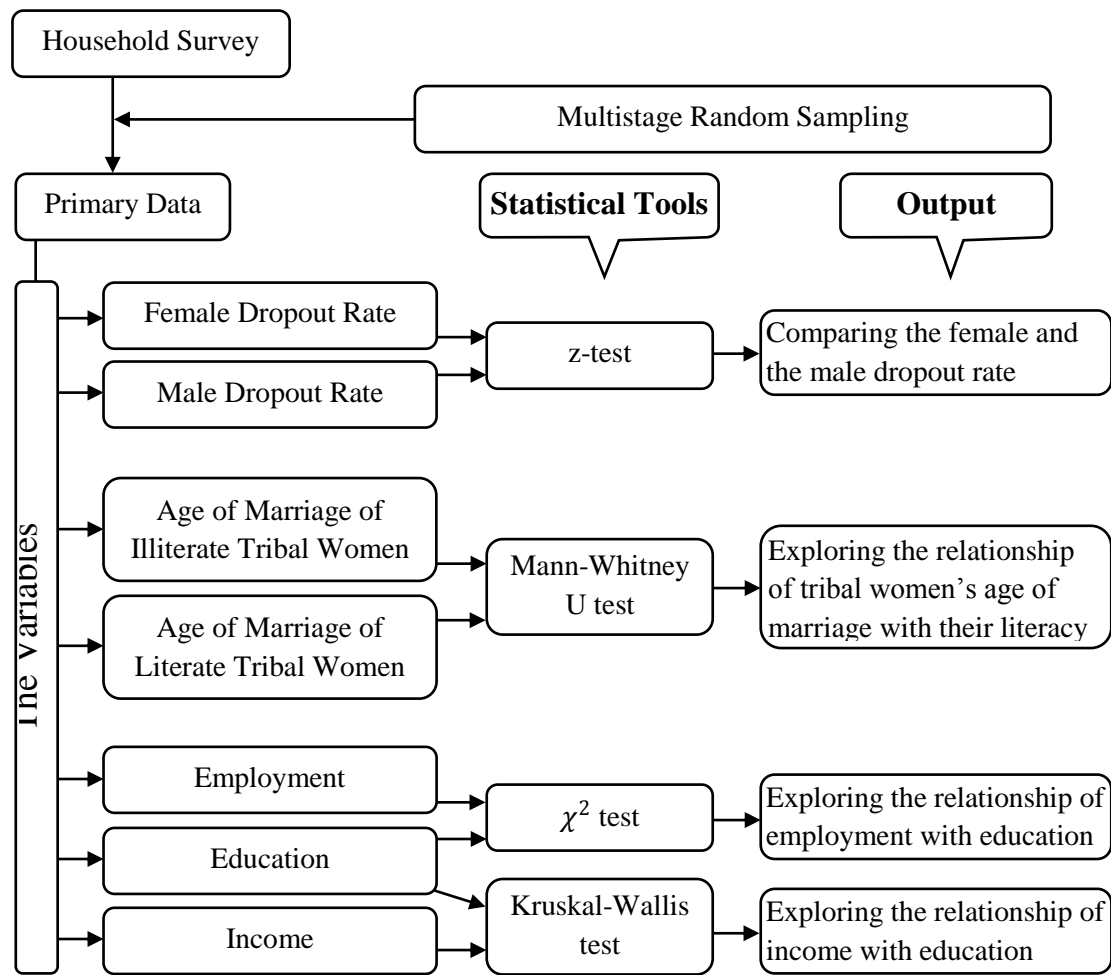 Household Survey
Multistage Random Sampling
Primary Data
Statistical Tools
Output
The Variables
Female Dropout Rate
Male Dropout Rate
z-test
Comparing the female and
the male dropout rate
Age of Marriage of
Illiterate Tribal Women
Age of Marriage of
Literate Tribal Women
Mann-Whitney
U test
Exploring the relationship
of tribal women’s age of
marriage with their literacy
Employment
Education
Income
χ² test
Kruskal-Wallis
test
Exploring the relationship of
employment with education
Exploring the relationship of
income with education